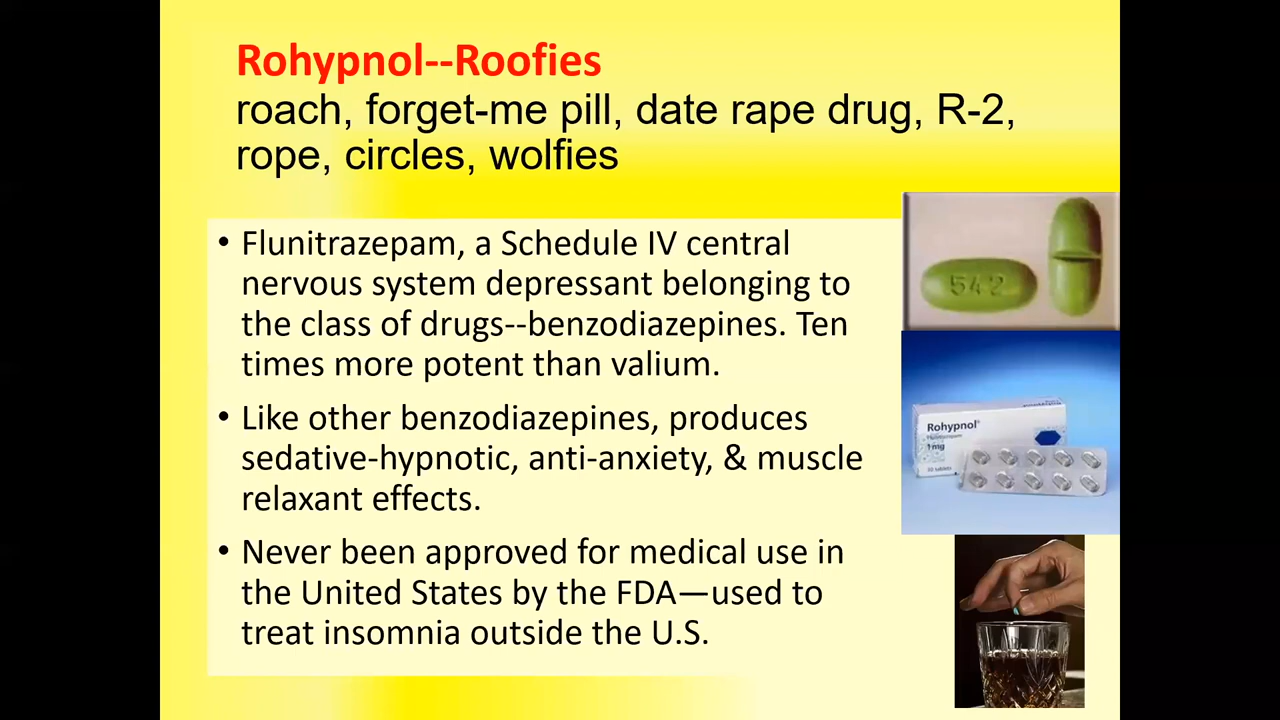 Rohypnol--Roofies
roach, forget-me pill, date rape drug, R-2,
rope, circles, wolfies
• Flunitrazepam, a Schedule IV central
nervous system depressant belonging to
the class of drugs--benzodiazepines. Ten
times more potent than valium.
• Like other benzodiazepines, produces
sedative-hypnotic, anti-anxiety, & muscle
relaxant effects.
• Never been approved for medical use in
the United States by the FDA—used to
treat insomnia outside the U.S.
542
Rohypnol®
Flunitrazepam
1mg